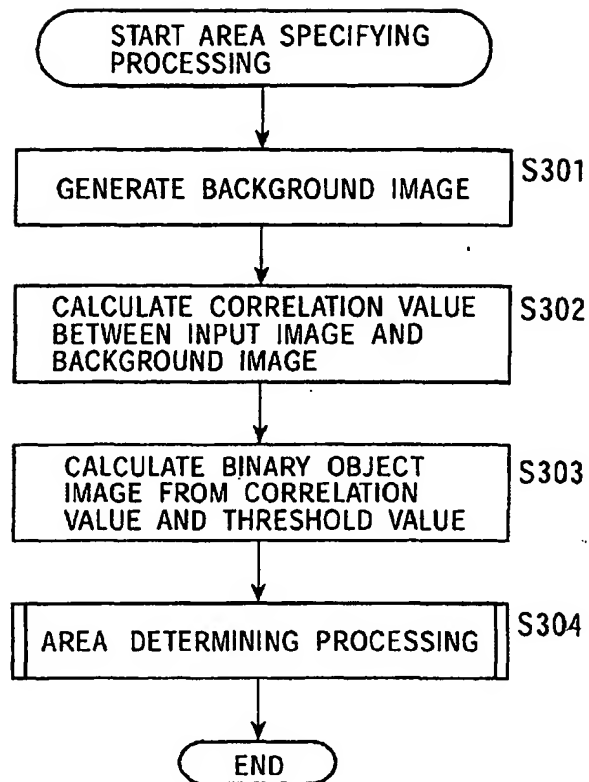 START AREA SPECIFYING
PROCESSING
GENERATE BACKGROUND IMAGE
S301
CALCULATE CORRELATION VALUE
BETWEEN INPUT IMAGE AND
BACKGROUND IMAGE
S302
CALCULATE BINARY OBJECT
IMAGE FROM CORRELATION
VALUE AND THRESHOLD VALUE
S303
AREA DETERMINING PROCESSING
S304
END